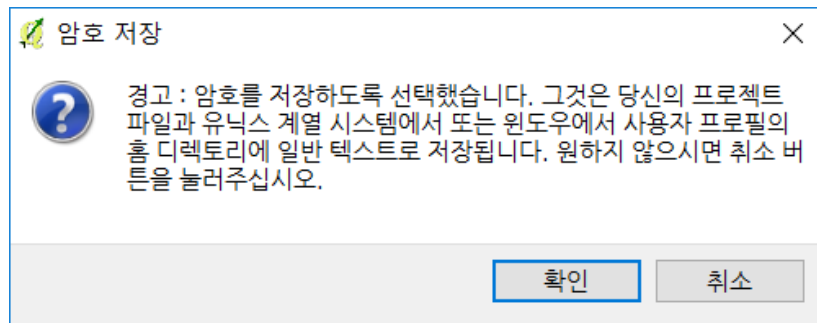 암호 저장
경고 : 암호를 저장하도록 선택했습니다. 그것은 당신의 프로젝트
파일과 유닉스 계열 시스템에서 또는 윈도우에서 사용자 프로필의
홈 디렉토리에 일반 텍스트로 저장됩니다. 원하지 않으시면 취소 버
튼을 눌러주십시오.
확인
취소